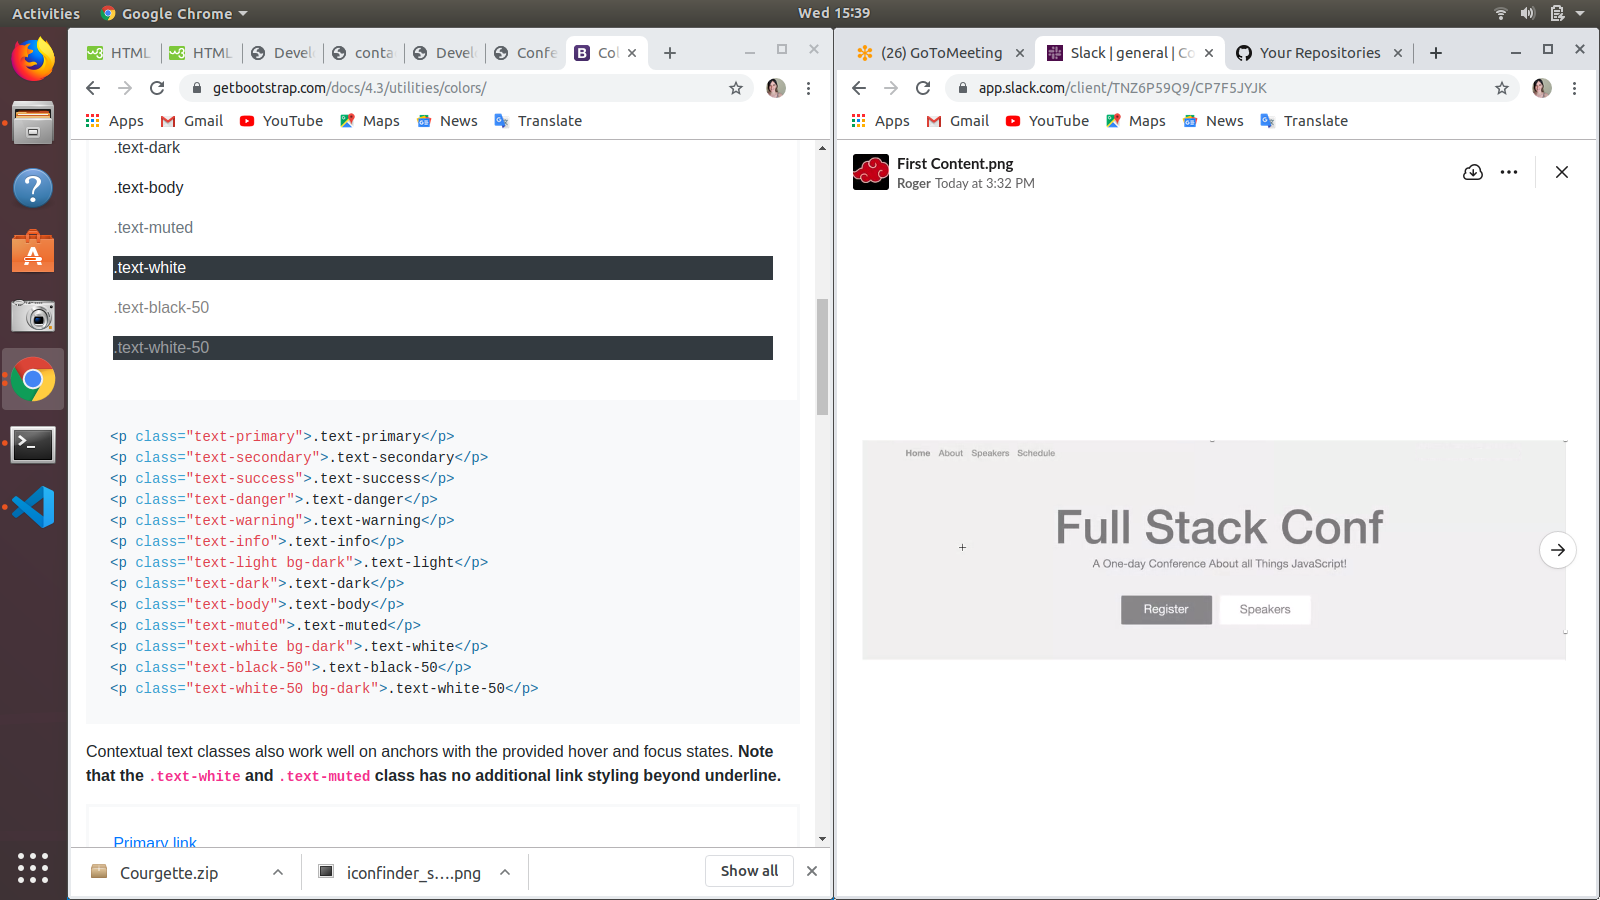 Activities
Google Chrome
Wed 15:39
HTML
HTML
Develo
conta
Develo
Confe
Col
getbootstrap.com/docs/4.3/utilities/colors/
Apps
Gmail
YouTube
Maps
News
Translate
.text-dark
.text-body
.text-muted
.text-white
.text-black-50
.text-white-50
<p class="text-primary">.text-primary</p>
<p class="text-secondary">.text-secondary</p>
<p class="text-success">.text-success</p>
<p class="text-danger">.text-danger</p>
<p class="text-warning">.text-warning</p>
<p class="text-info">.text-info</p>
<p class="text-light bg-dark">.text-light</p>
<p class="text-dark">.text-dark</p>
<p class="text-body">.text-body</p>
<p class="text-muted">.text-muted</p>
<p class="text-white bg-dark">.text-white</p>
<p class="text-black-50">.text-black-50</p>
<p class="text-white-50 bg-dark">.text-white-50</p>
Contextual text classes also work well on anchors with the provided hover and focus states. Note
that the .text-white and .text-muted class has no additional link styling beyond underline.
Primary link
Courgette.zip
iconfinder_s....png
Show all
(26) GoToMeeting
Slack | general | Co
Your Repositories
app.slack.com/client/TNZ6P59Q9/CP7F5JYJK
Apps
Gmail
YouTube
Maps
News
Translate
First Content.png
Roger Today at 3:32 PM
Home About Speakers Schedule
Full Stack Conf
A One-day Conference About all Things JavaScript!
Register
Speakers